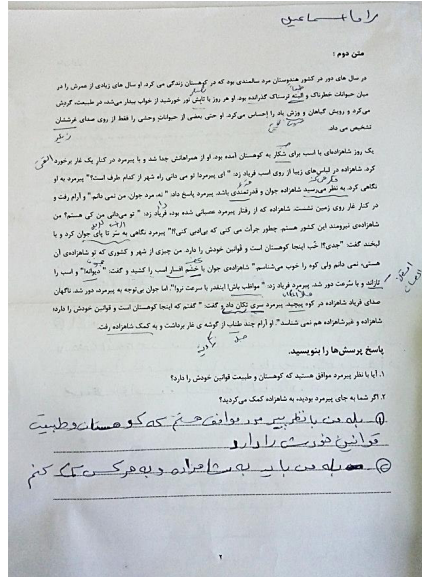 راما اسماعیل
متن دوم :
در سال های دور در کشور هندوستان مرد سالمندی بود که در کوهستان زندگی می کرد. او سال های زیادی از عمرش را در
میان حیوانات خطرناک و البته ترسناک گذرانده بود. او هر روز با تابش نور خورشید از خواب بیدار می‌شد، در طبیعت، گردش
می‌کرد و رویش گیاهان و وزش باد را احساس می‌کرد. او حتی بعضی از حیوانات وحشی را فقط از روی صدای غرششان
تشخیص می داد.
یک روز شاهزاده‌ای با اسب برای شکار به کوهستان آمده بود. او از همراهانش جدا شد و با پیرمرد در کنار یک غار برخورد
کرد. شاهزاده در لباس‌های زیبا از روی اسب فریاد زد: " ای پیرمرد! تو می دانی راه شهر از کدام طرف است؟" پیرمرد به او
نگاهی کرد. به نظر می‌رسید شاهزاده جوان و قدرتمندی باشد. پیرمرد پاسخ داد: " نه مرد جوان، من نمی دانم." و آرام رفت و
در کنار غار روی زمین نشست. شاهزاده که از رفتار پیرمرد عصبانی شده بود، فریاد زد: " تو می‌دانی من کی هستم؟ من
شاهزاده‌ی نیرومند این کشور هستم. چطور جرأت می کنی که بی‌ادبی کنی؟!" پیرمرد نگاهی به سَر تا پای جوان کرد و با
لبخند گفت: "جدی؟ خُب اینجا کوهستان است و قوانین خودش را دارد. من چیزی از شهر و کشوری که تو شاهزاده‌ی آن
هستی، نمی دانم ولی کوه را خوب می‌شناسم." شاهزاده‌ی جوان با خشم افسار اسب را کشید و گفت: " دیوانه!" و اسب را
تازاند و با سُرعت دور شد. پیرمرد فریاد زد: "مواظب باش! اینقدر با سرعت نرو!". اما جوان بی‌توجه به پیرمرد، دور شد. ناگهان
صدای فریاد شاهزاده در کوه پیچید. پیرمرد سری تکان داد و گفت: " گفتم که اینجا کوهستان است و قوانین خودش را دارد؛
شاهزاده و غیرشاهزاده هم نمی شناسد". او آرام چند طناب از گوشه ی غار برداشت و به کمک شاهزاده رفت.
پاسخ پرسش‌ها را بنویسید.
۱. آیا با نظر پیرمرد موافق هستید که کوهستان و طبیعت قوانین خودش را دارد؟
۲. اگر شما به جای پیرمرد بودید، به شاهزاده کمک می‌کردید؟
① بله من با نظر پیر مرد موافق هستم که کوهستان و طبیعت
قوانین خودش را دارد
② بله من باید به شاهزاده و به هر کس کمک کنم
۲